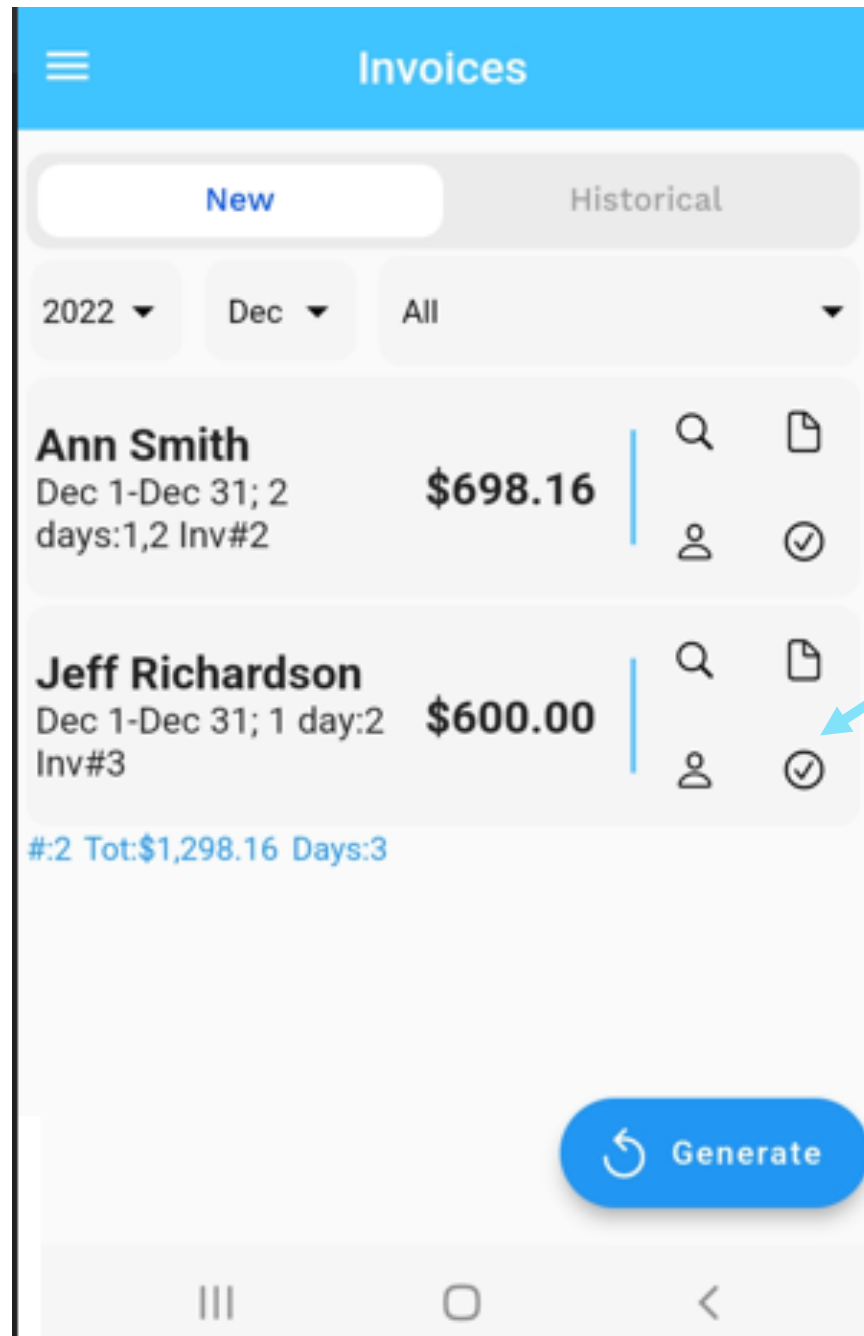 Invoices
New Historical
2022 Dec All
Ann Smith
Dec 1-Dec 31; 2
days:1,2 Inv#2
$698.16
Jeff Richardson
Dec 1-Dec 31; 1 day:2
Inv#3
$600.00
#:2 Tot:$1,298.16 Days:3
Generate